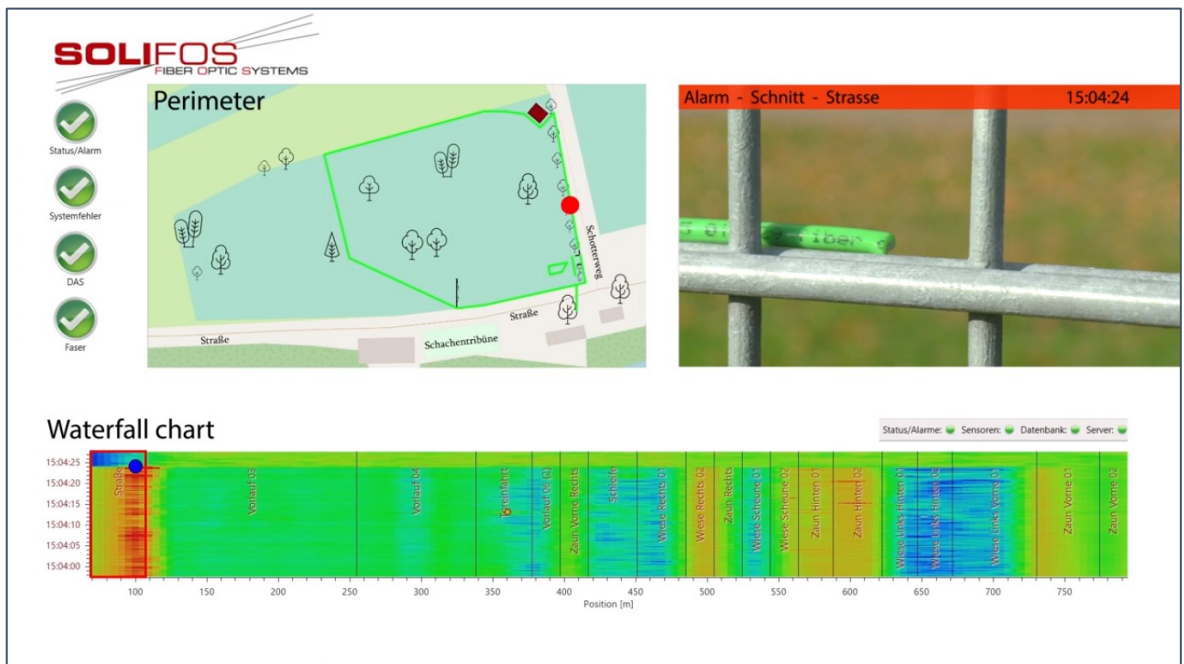 SOLIFOS
FIBER OPTIC SYSTEMS
Status/Alarm
Systemfehler
DAS
Faser
Perimeter
Schotterweg
Straße
Straße
Schachentribüne
Alarm - Schnitt - Strasse 15:04:24
iber
Waterfall chart
Status/Alarme: Sensoren: Datenbank: Server:
15:04:25
15:04:20
15:04:15
15:04:10
15:04:05
15:04:00
Straße
Vorlauf 03
Vorlauf 04
Toreinfahrt
Zaun Vorne Rechts
Schleife
Wiese Rechts 01
Wiese Rechts 02
Zaun Rechts
Wiese Scheune 01
Wiese Scheune 02
Zaun Hinten 01
Zaun Hinten 02
Wiese Links Hinten 01
Wiese Links Hinten 02
Wiese Links Vorne 01
Zaun Vorne 01
Zaun Vorne 02
100 150 200 250 300 350 400 450 500 550 600 650 700 750
Position [m]